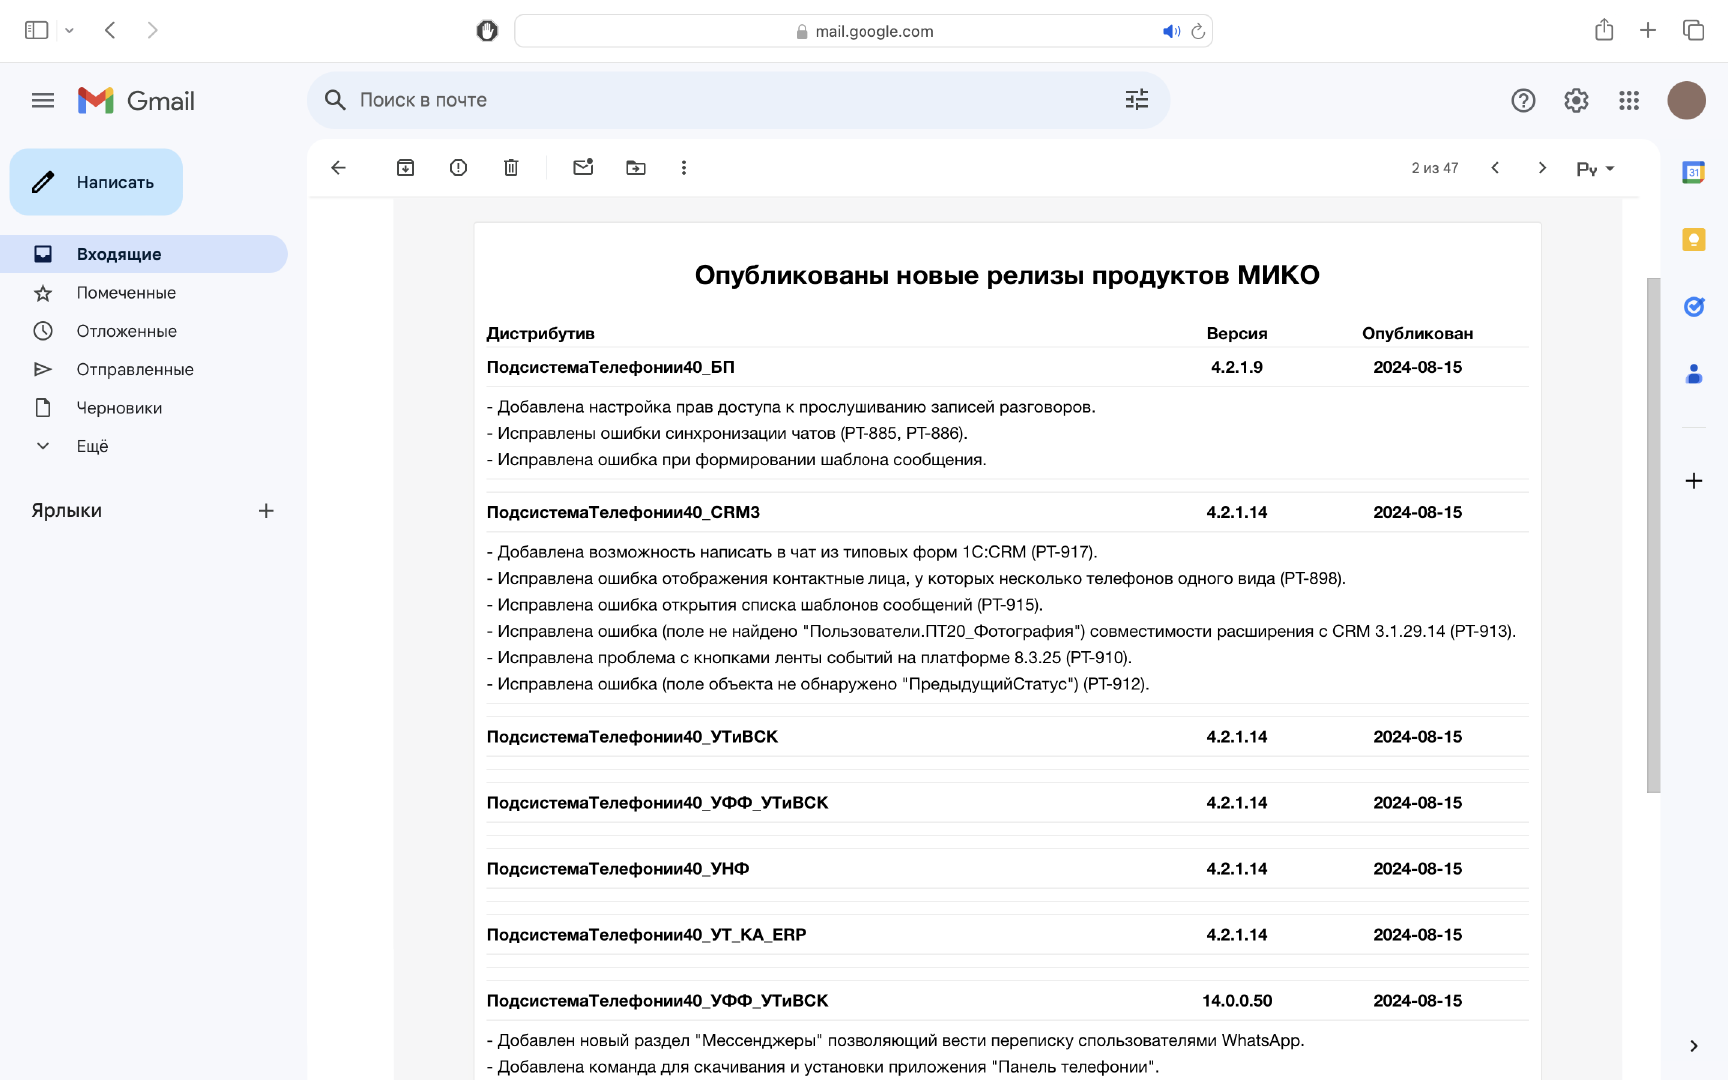 mail.google.com
Gmail
Поиск в почте
Написать
2 из 47
Ру
Входящие
Помеченные
Отложенные
Отправленные
Черновики
Ещё
Ярлыки
31
Опубликованы новые релизы продуктов МИКО
Дистрибутив Версия Опубликован
ПодсистемаТелефонии40_БП 4.2.1.9 2024-08-15
- Добавлена настройка прав доступа к прослушиванию записей разговоров.
- Исправлены ошибки синхронизации чатов (PT-885, PT-886).
- Исправлена ошибка при формировании шаблона сообщения.
ПодсистемаТелефонии40_CRM3 4.2.1.14 2024-08-15
- Добавлена возможность написать в чат из типовых форм 1C:CRM (PT-917).
- Исправлена ошибка отображения контактные лица, у которых несколько телефонов одного вида (PT-898).
- Исправлена ошибка открытия списка шаблонов сообщений (PT-915).
- Исправлена ошибка (поле не найдено "Пользователи.ПТ20_Фотография") совместимости расширения с CRM 3.1.29.14 (PT-913).
- Исправлена проблема с кнопками ленты событий на платформе 8.3.25 (PT-910).
- Исправлена ошибка (поле объекта не обнаружено "ПредыдущийСтатус") (PT-912).
ПодсистемаТелефонии40_УТиВСК 4.2.1.14 2024-08-15
ПодсистемаТелефонии40_УФФ_УТиВСК 4.2.1.14 2024-08-15
ПодсистемаТелефонии40_УНФ 4.2.1.14 2024-08-15
ПодсистемаТелефонии40_УТ_КА_ERP 4.2.1.14 2024-08-15
ПодсистемаТелефонии40_УФФ_УТиВСК 14.0.0.50 2024-08-15
- Добавлен новый раздел "Мессенджеры" позволяющий вести переписку спользователями WhatsApp.
- Добавлена команда для скачивания и установки приложения "Панель телефонии".